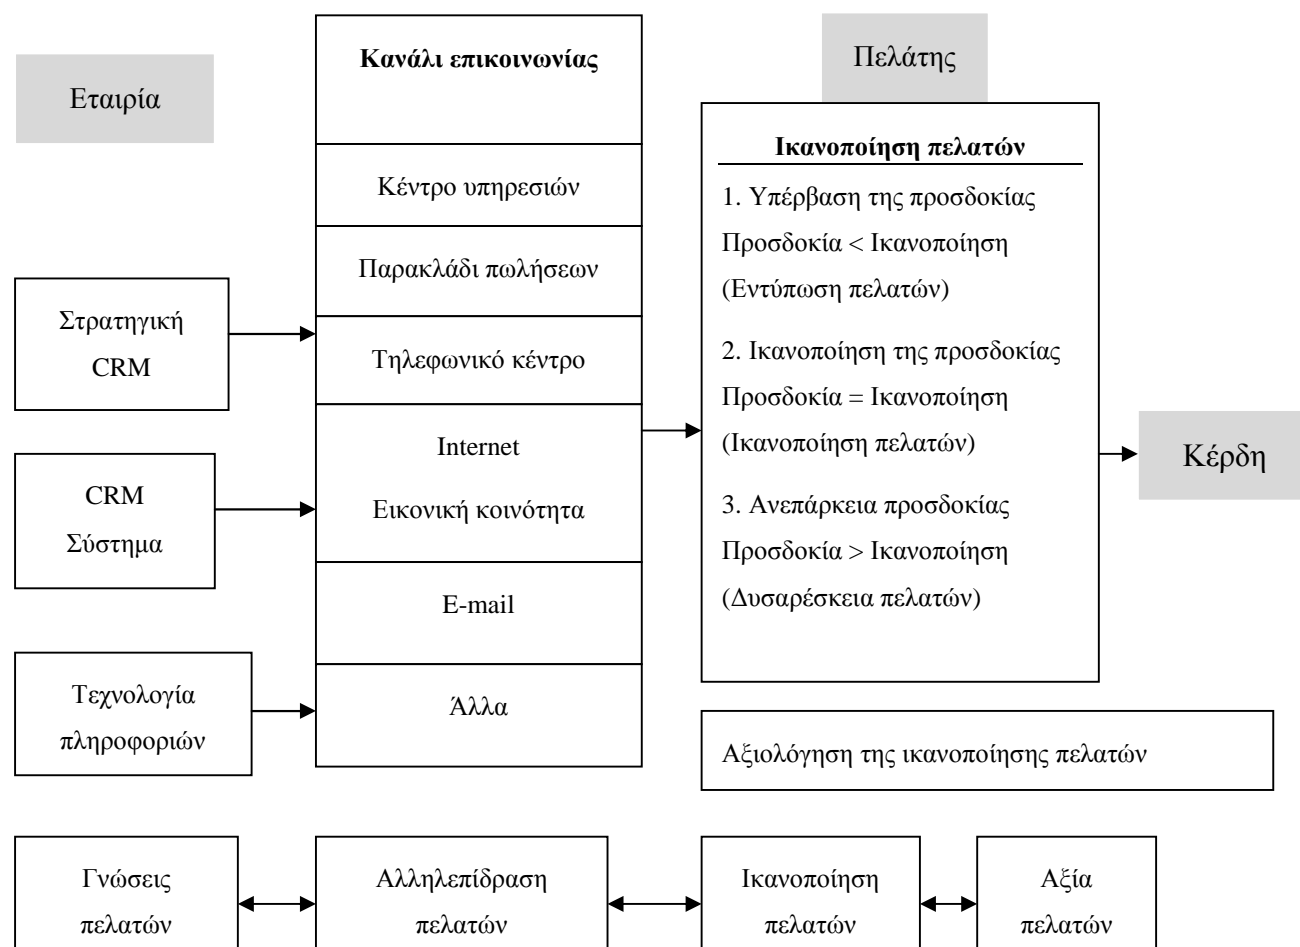 Εταιρία
Κανάλι επικοινωνίας
Κέντρο υπηρεσιών
Παρακλάδι πωλήσεων
Τηλεφωνικό κέντρο
Internet
Εικονική κοινότητα
E-mail
Άλλα
Στρατηγική
CRM
CRM
Σύστημα
Τεχνολογία
πληροφοριών
Πελάτης
Ικανοποίηση πελατών
1. Υπέρβαση της προσδοκίας
Προσδοκία < Ικανοποίηση
(Εντύπωση πελατών)
2. Ικανοποίηση της προσδοκίας
Προσδοκία = Ικανοποίηση
(Ικανοποίηση πελατών)
3. Ανεπάρκεια προσδοκίας
Προσδοκία > Ικανοποίηση
(Δυσαρέσκεια πελατών)
Κέρδη
Αξιολόγηση της ικανοποίησης πελατών
Γνώσεις
πελατών
Αλληλεπίδραση
πελατών
Ικανοποίηση
πελατών
Αξία
πελατών